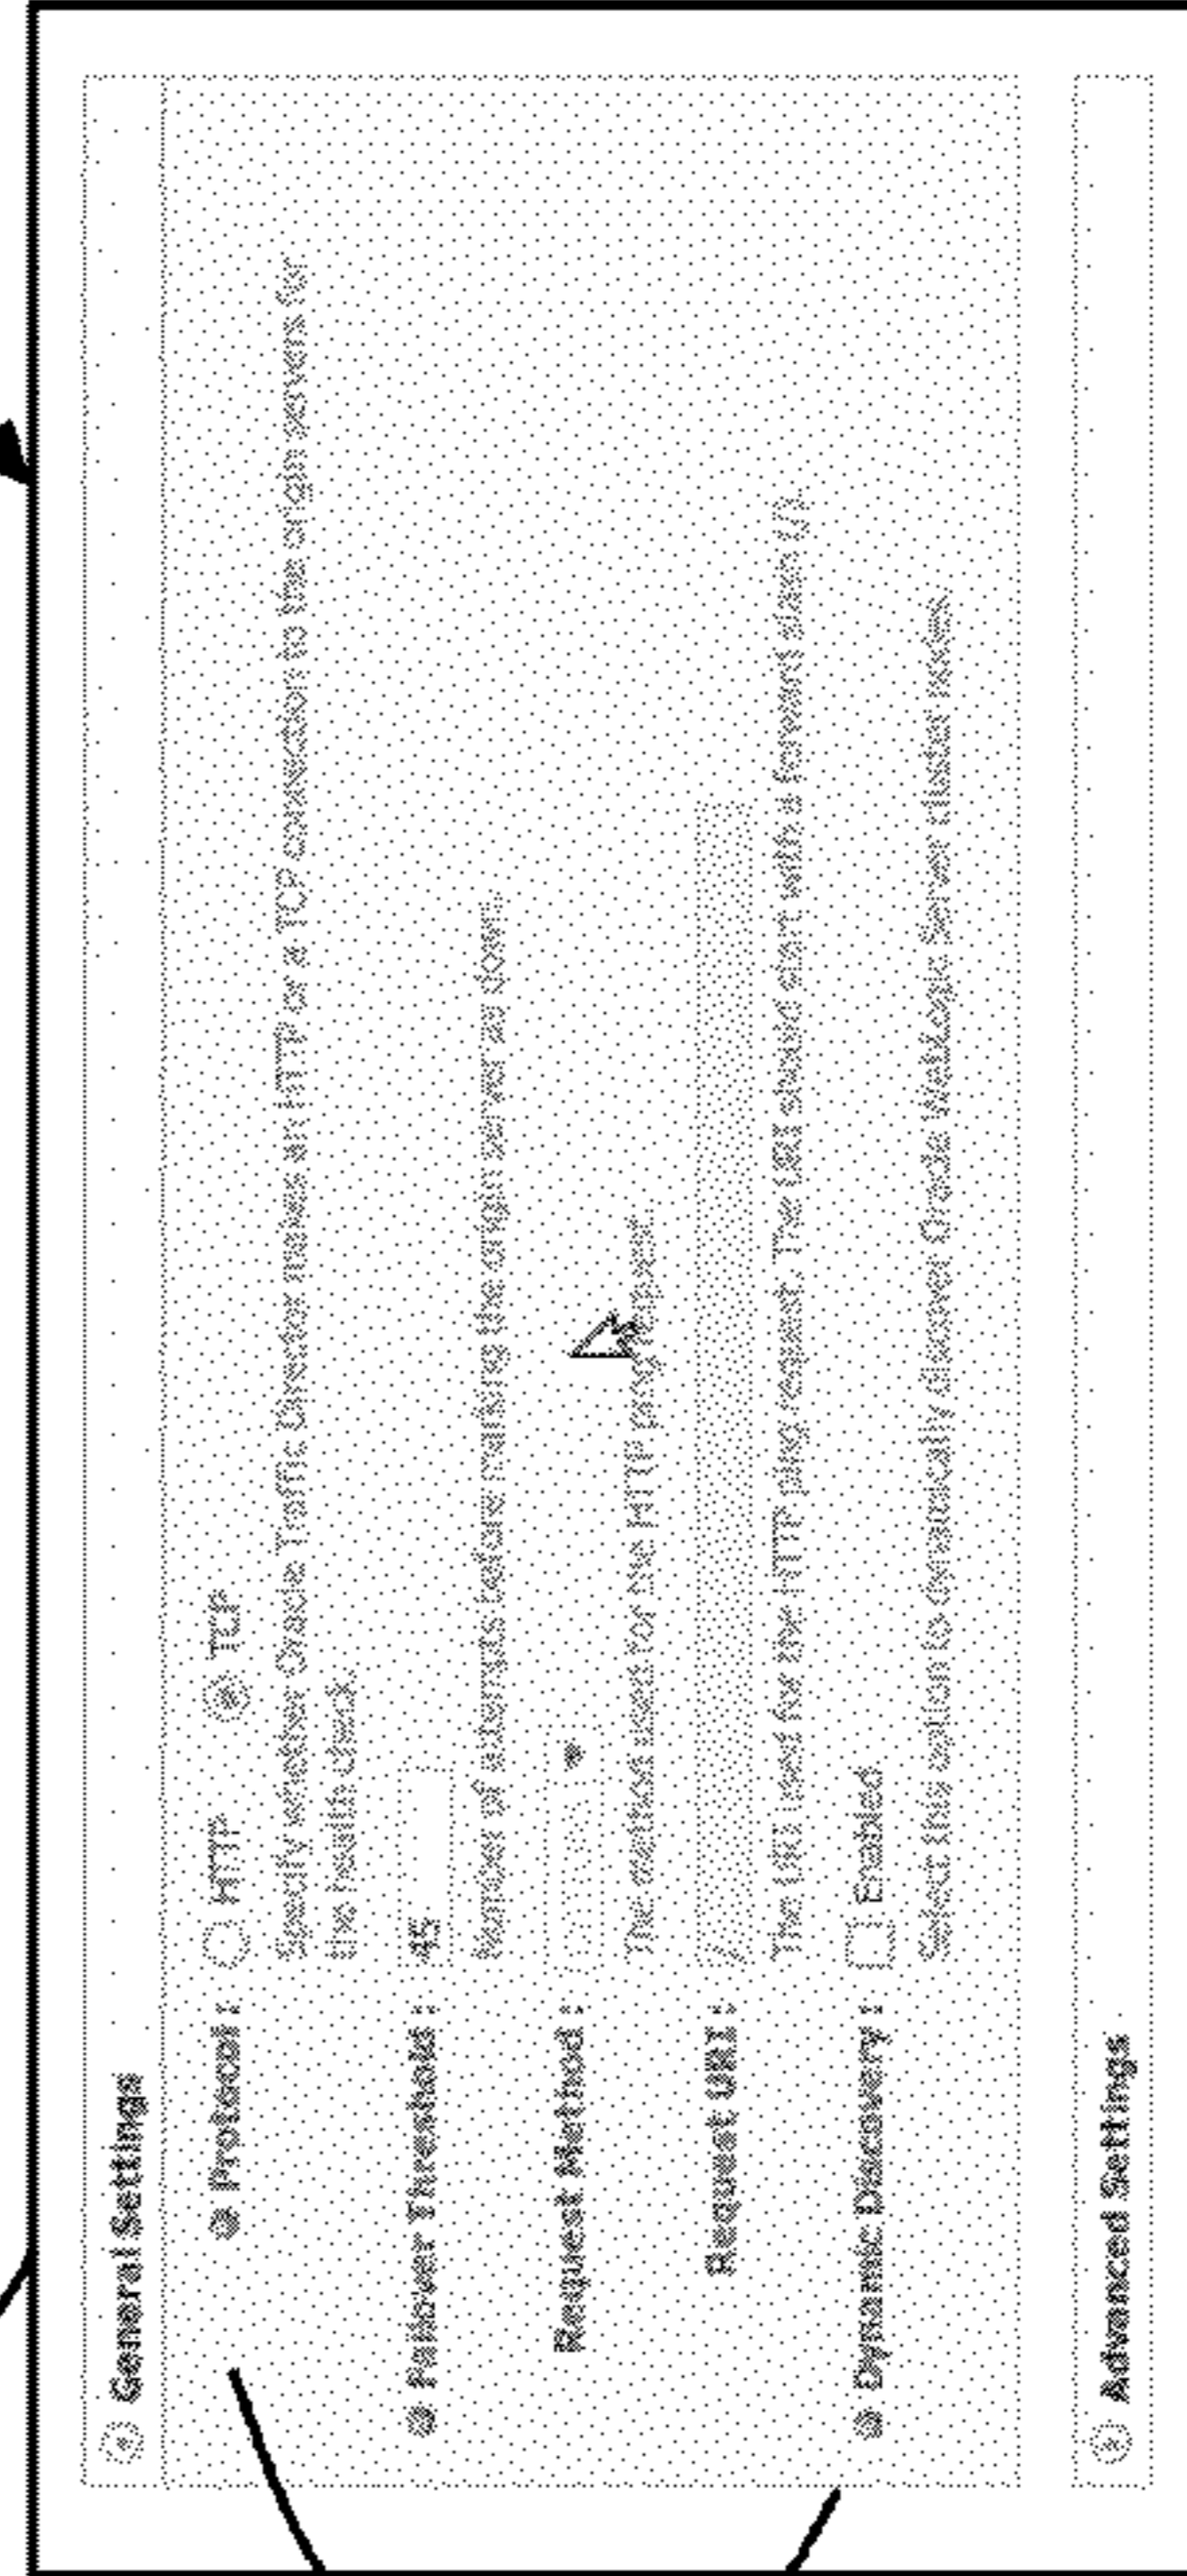 General Settings
Protocol : HTTP TCP
Specify whether Oracle Traffic Director makes an HTTP or a TCP connection to the origin servers for
the health check.
Failover Threshold : 45
Number of attempts before marking the origin server as down.
Request Method :
The method used for the HTTP ping request.
Request URI : /
The URI used for the HTTP ping request. The URI should start with a forward slash (/).
Dynamic Discovery : Enabled
Select this option to dynamically discover Oracle WebLogic Server cluster nodes.
Advanced Settings